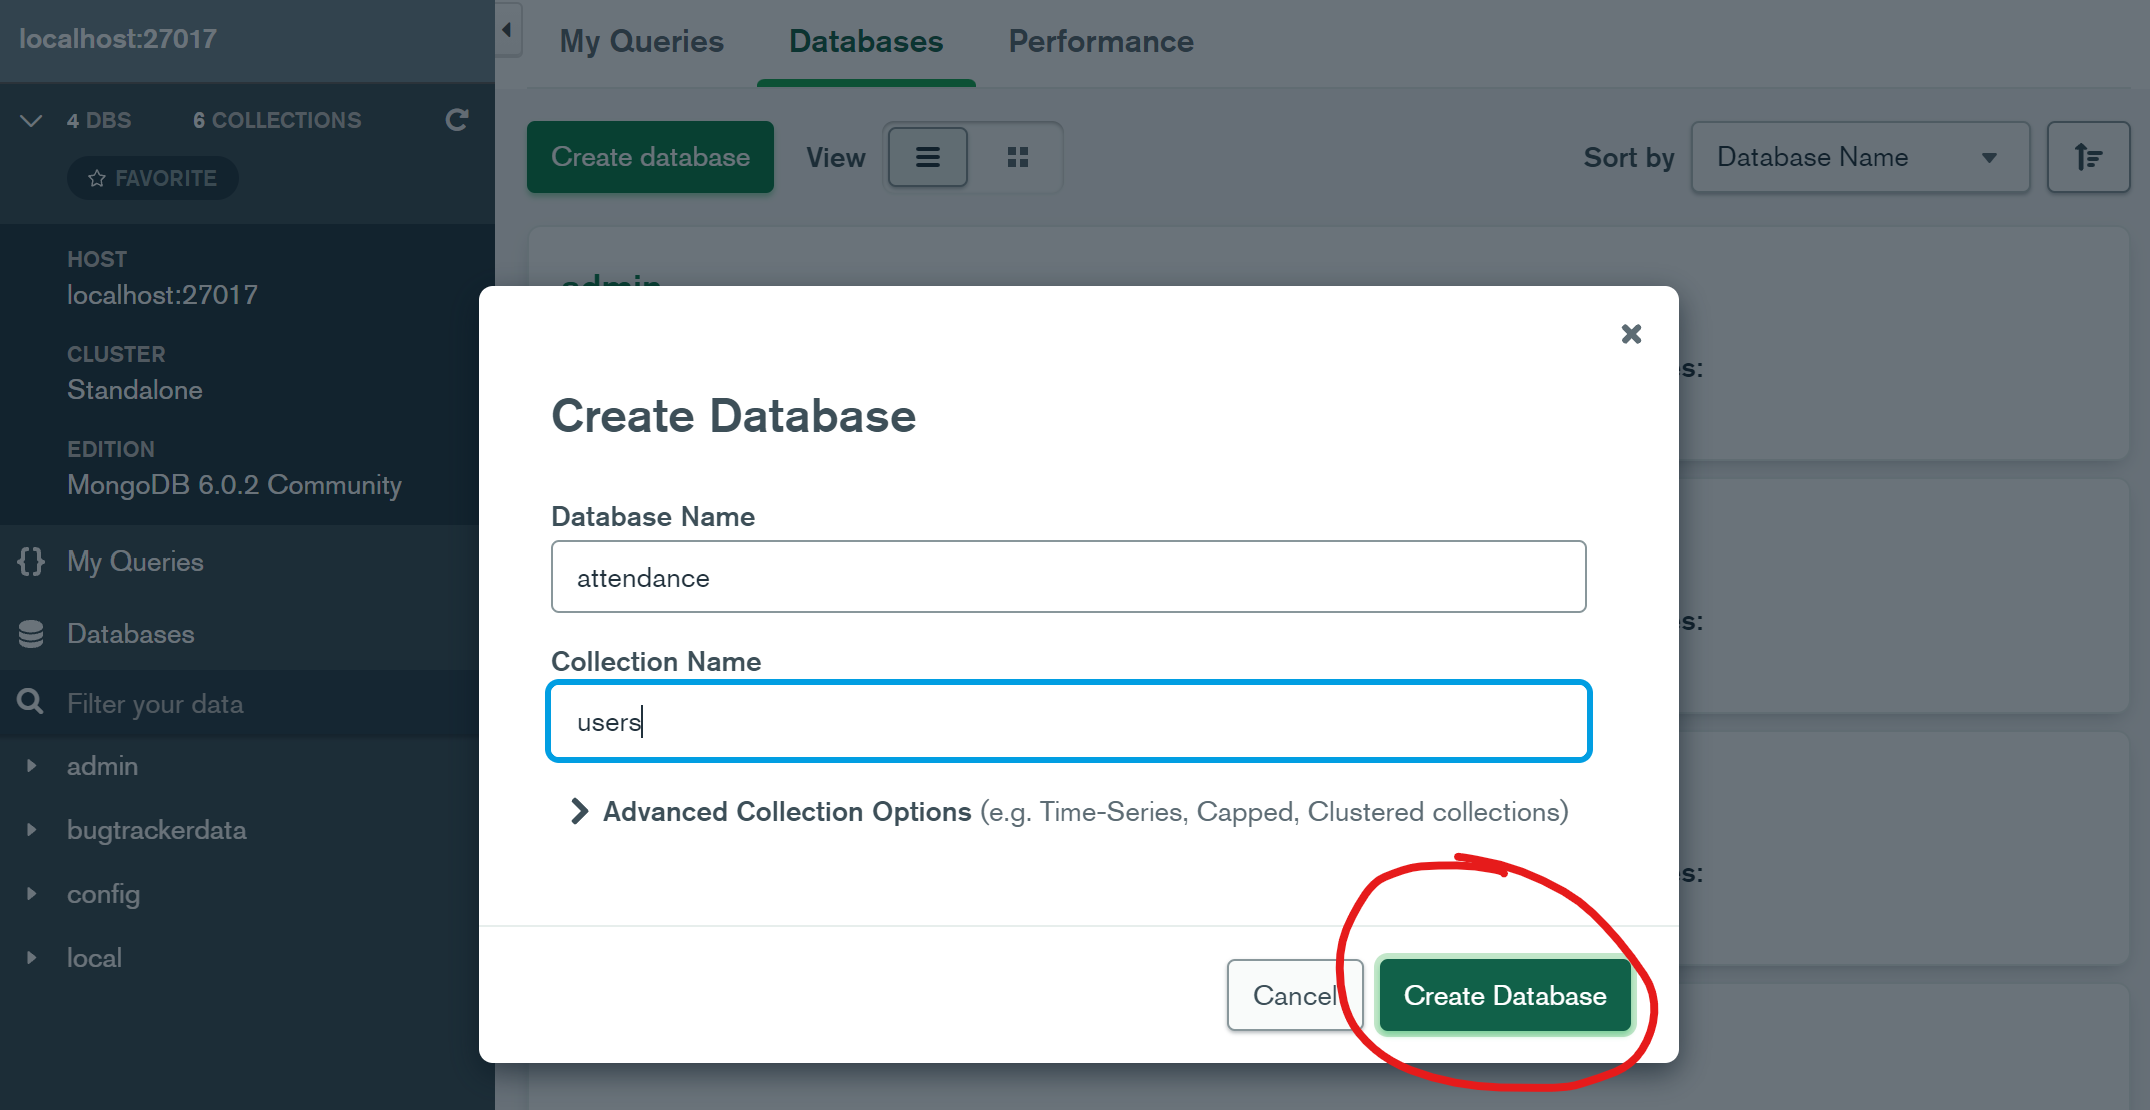 localhost:27017
4 DBS 6 COLLECTIONS
FAVORITE
HOST
localhost:27017
CLUSTER
Standalone
EDITION
MongoDB 6.0.2 Community
{} My Queries
Databases
Filter your data
admin
bugtrackerdata
config
local
My Queries Databases Performance
Create database View Sort by Database Name
admin
s:
s:
s:
Create Database
Database Name
attendance
Collection Name
users
Advanced Collection Options (e.g. Time-Series, Capped, Clustered collections)
Cancel Create Database